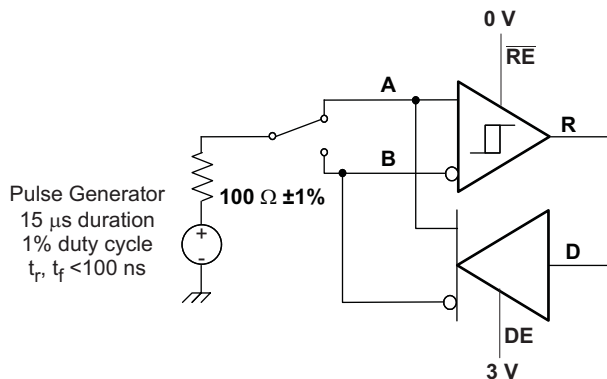 0 V
RE
A
R
B
100 Ω ±1%
Pulse Generator
15 μs duration
1% duty cycle
tr, tf <100 ns
+
-
D
DE
3 V